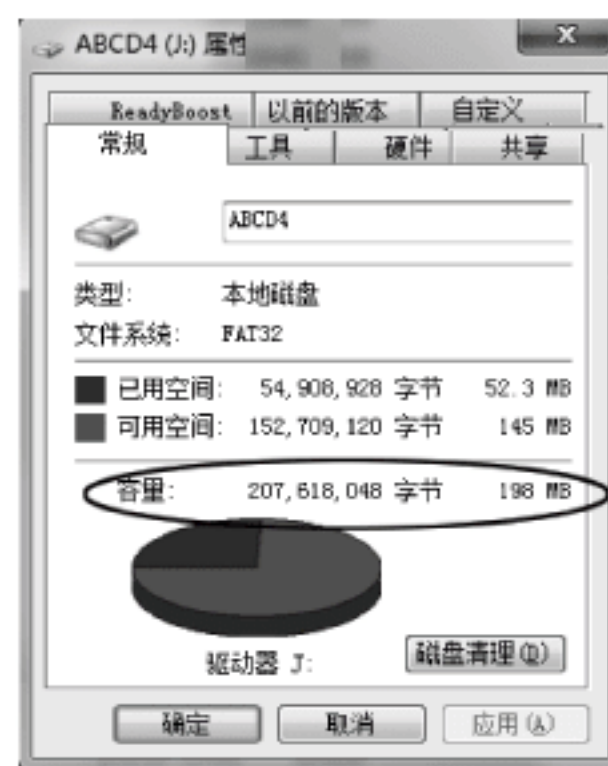 ABCD4 (J:) 属性
ReadyBoost 以前的版本 自定义
常规 工具 硬件 共享
ABCD4
类型: 本地磁盘
文件系统: FAT32
已用空间: 54,908,928 字节 52.3 MB
可用空间: 152,709,120 字节 145 MB
容量: 207,618,048 字节 198 MB
驱动器 J: 磁盘清理(D)
确定 取消 应用(A)